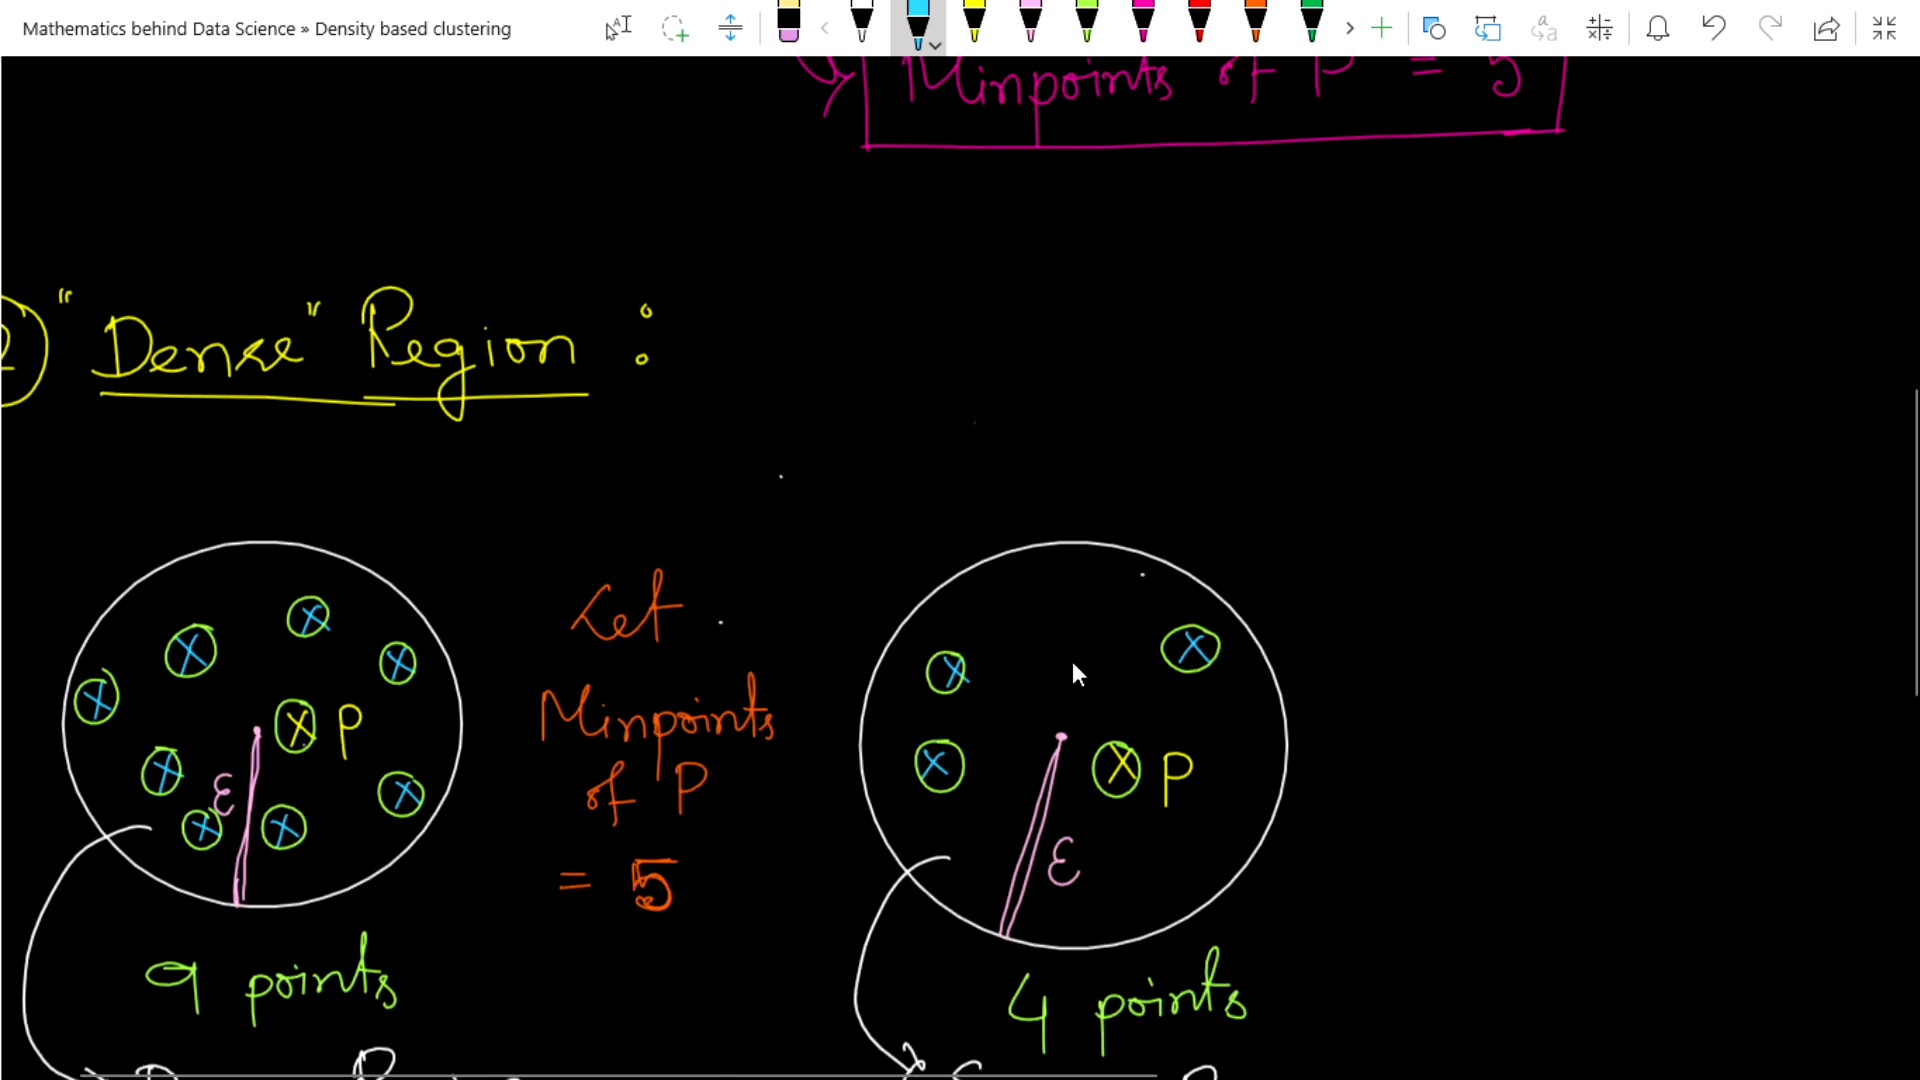 Mathematics behind Data Science » Density based clustering
Minpoints of P = 5
"Dense" Region :
Let
Minpoints
of P
= 5
X X X X X P
X X X X
ε
9 points
X X
X X P
ε
4 points